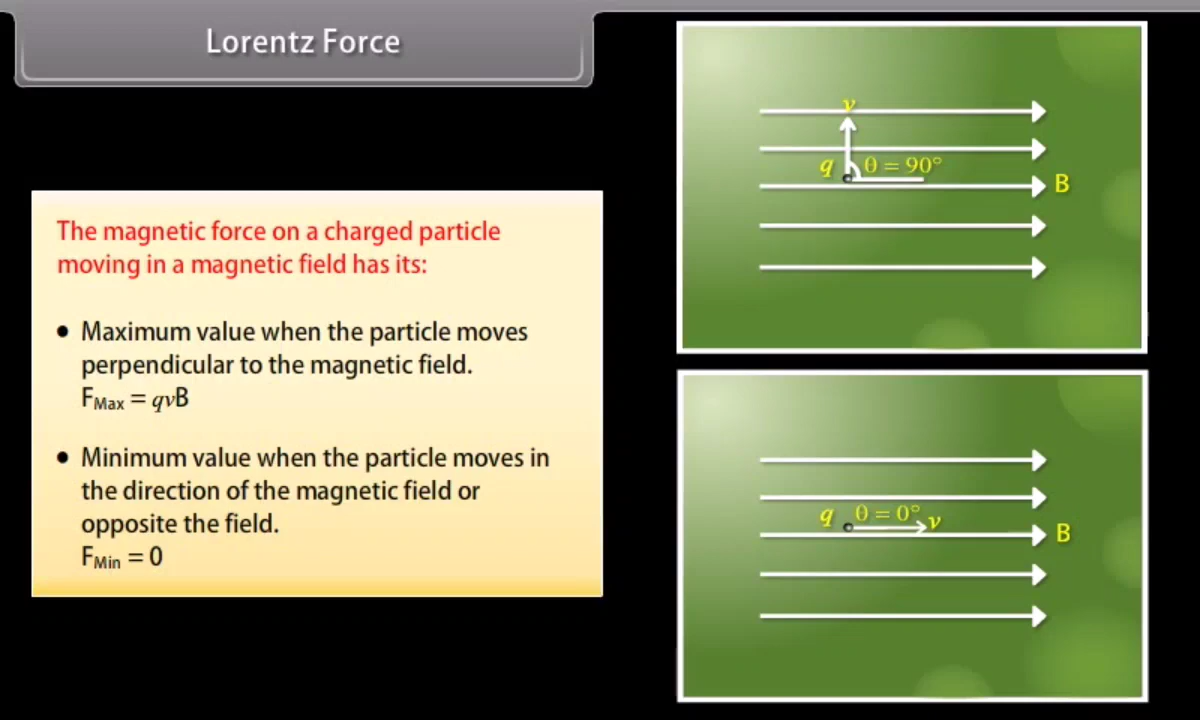 Lorentz Force
The magnetic force on a charged particle
moving in a magnetic field has its:
• Maximum value when the particle moves
perpendicular to the magnetic field.
FMax = qvB
• Minimum value when the particle moves in
the direction of the magnetic field or
opposite the field.
FMin = 0
v
q θ = 90°
B
q θ = 0° v
B